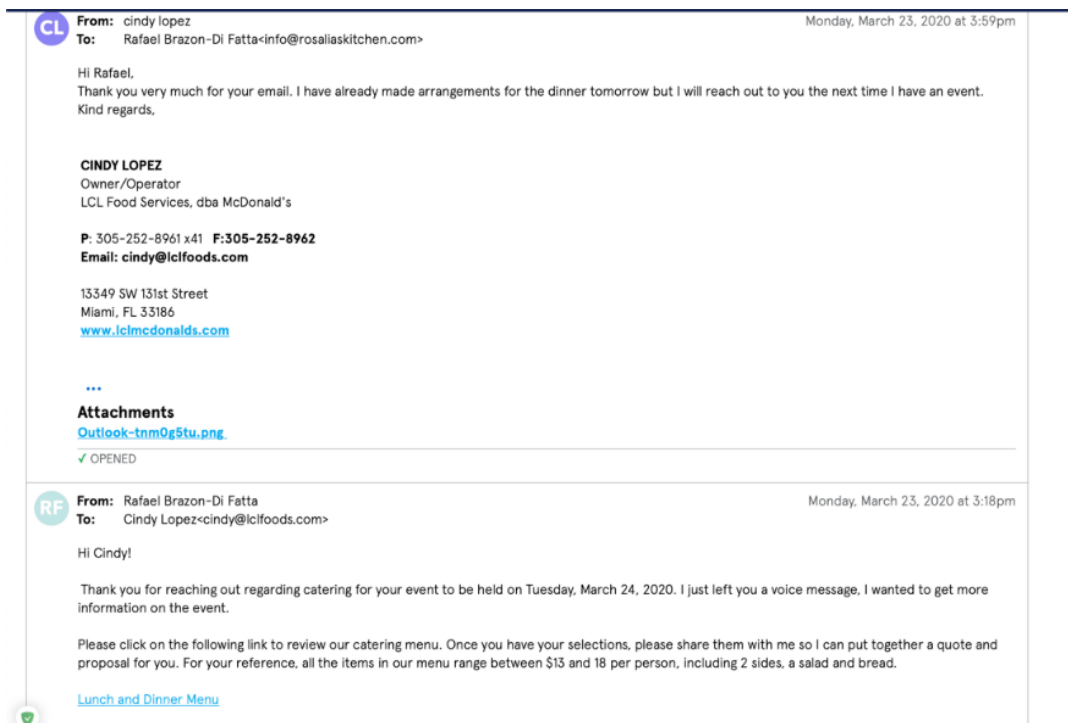 CL
From: cindy lopez
Monday, March 23, 2020 at 3:59pm
To: Rafael Brazon-Di Fatta<info@rosaliaskitchen.com>
Hi Rafael,
Thank you very much for your email. I have already made arrangements for the dinner tomorrow but I will reach out to you the next time I have an event.
Kind regards,
CINDY LOPEZ
Owner/Operator
LCL Food Services, dba McDonald's
P: 305-252-8961 x41 F:305-252-8962
Email: cindy@lclfoods.com
13349 SW 131st Street
Miami, FL 33186
www.lclmcdonalds.com
...
Attachments
Outlook-tnm0g5tu.png
✓ OPENED
RF
From: Rafael Brazon-Di Fatta
Monday, March 23, 2020 at 3:18pm
To: Cindy Lopez<cindy@lclfoods.com>
Hi Cindy!
Thank you for reaching out regarding catering for your event to be held on Tuesday, March 24, 2020. I just left you a voice message, I wanted to get more
information on the event.
Please click on the following link to review our catering menu. Once you have your selections, please share them with me so I can put together a quote and
proposal for you. For your reference, all the items in our menu range between $13 and 18 per person, including 2 sides, a salad and bread.
Lunch and Dinner Menu